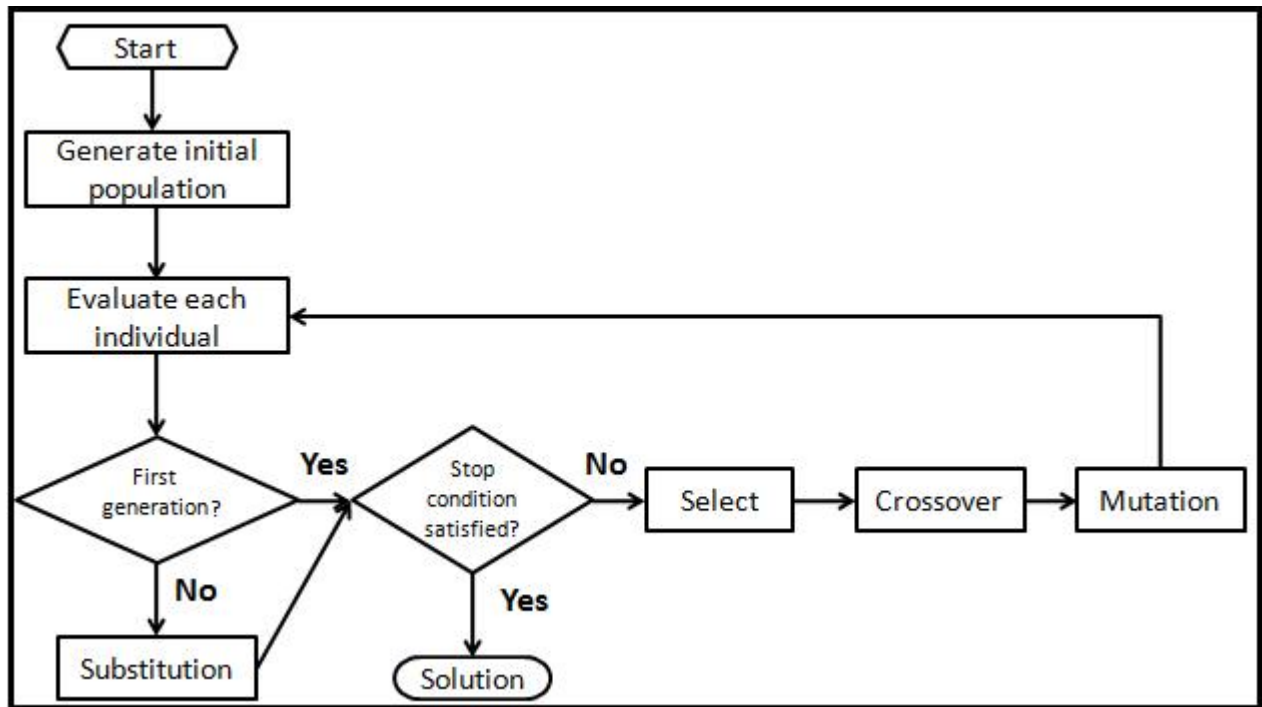 Start
Generate initial
population
Evaluate each
individual
First
generation?
Yes
No
Substitution
Stop
condition
satisfied?
No
Yes
Solution
Select
Crossover
Mutation